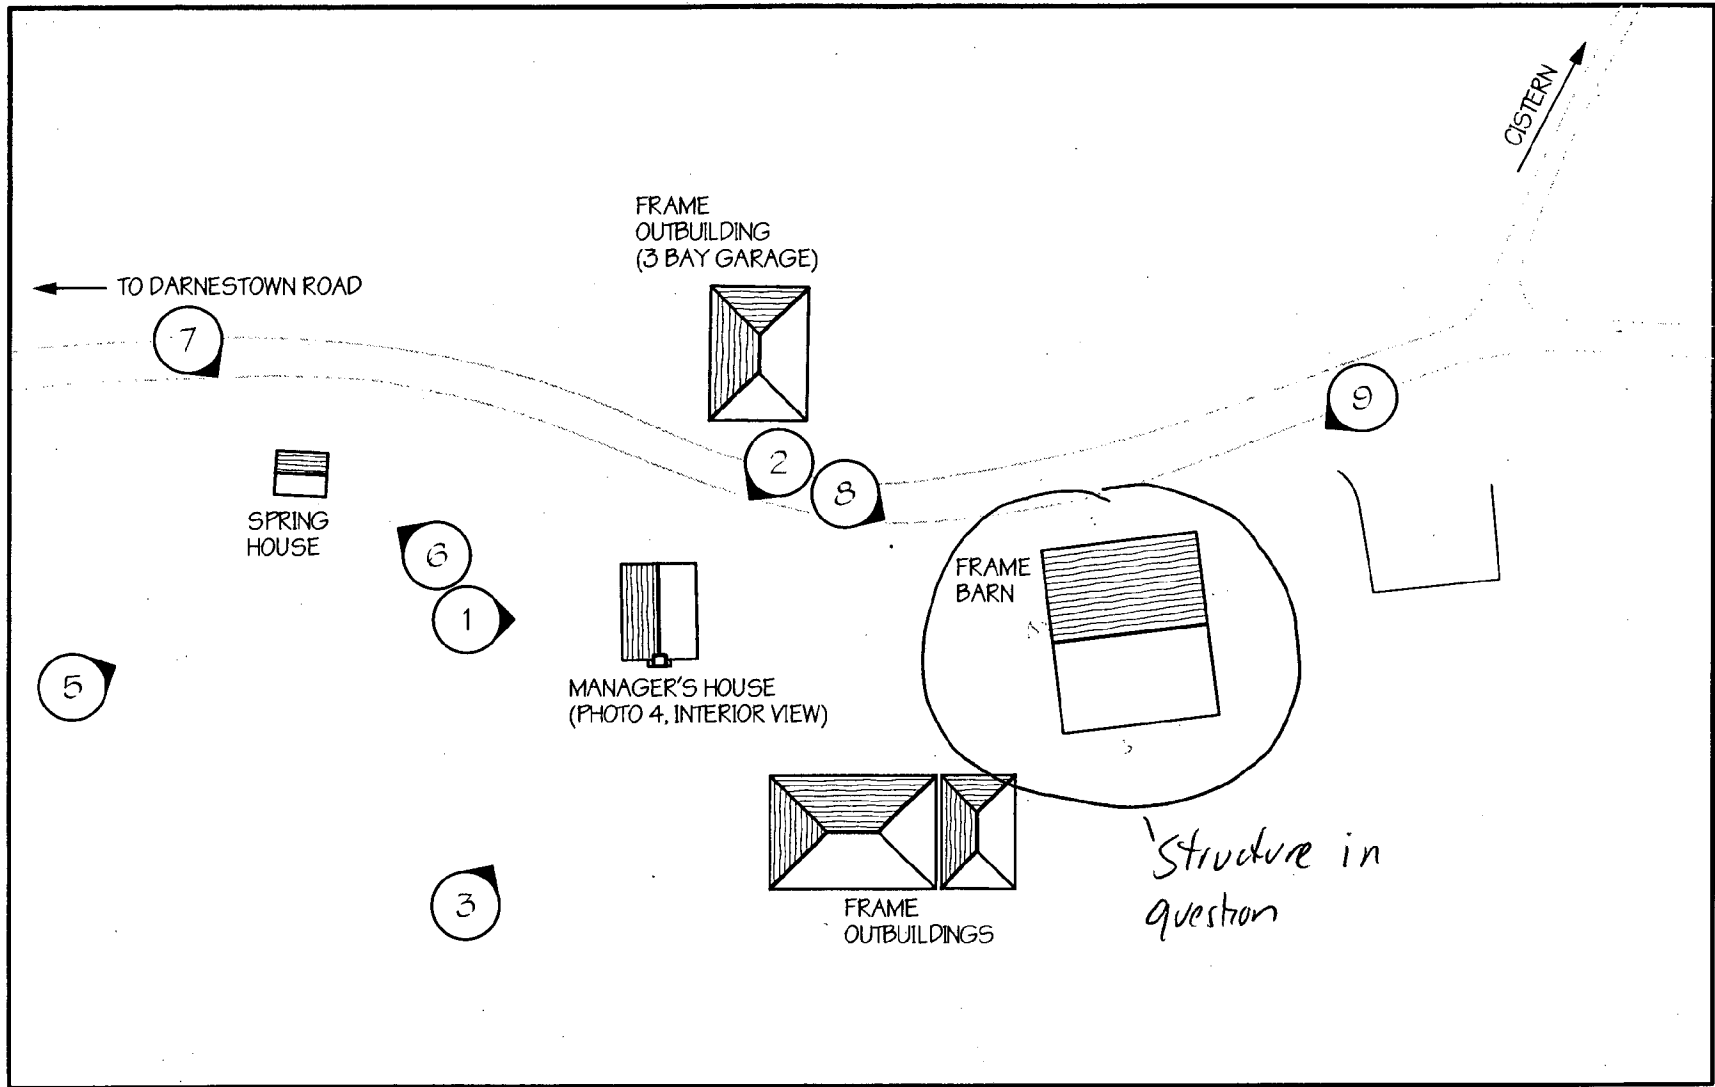 CISTERN
FRAME
OUTBUILDING
(3 BAY GARAGE)
TO DARNESTOWN ROAD
7
9
2
8
SPRING
HOUSE
6
1
FRAME
BARN
5
MANAGER'S HOUSE
(PHOTO 4, INTERIOR VIEW)
3
FRAME
OUTBUILDINGS
Structure in
question